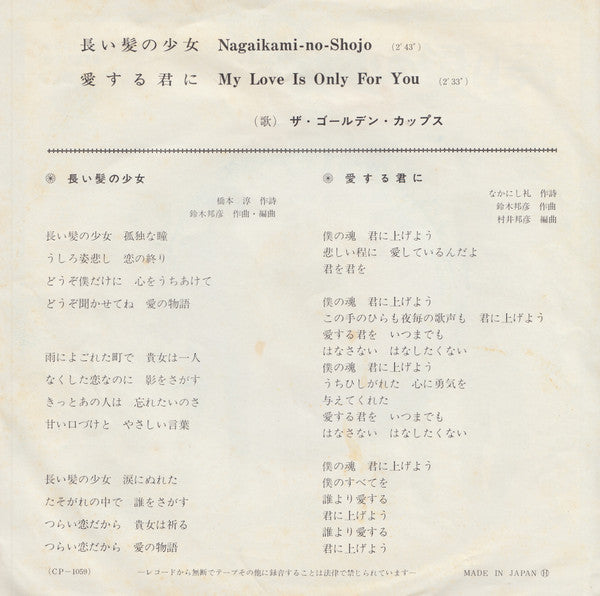 長い髪の少女 Nagaikami-no-Shojo (2'43")
愛する君に My Love Is Only For You (2'33")
(歌) ザ・ゴールデン・カップス
長い髪の少女
橋本 淳 作詩
鈴木邦彦 作曲・編曲
長い髪の少女 孤独な瞳
うしろ姿悲し 恋の終り
どうぞ僕だけに 心をうちあけて
どうぞ聞かせてね 愛の物語
雨によごれた町で 貴女は一人
なくした恋なのに 影をさがす
きっとあの人は 忘れたいのさ
甘い口づけと やさしい言葉
長い髪の少女 涙にぬれた
たそがれの中で 誰をさがす
つらい恋だから 貴女は祈る
つらい恋だから 愛の物語
愛する君に
なかにし礼 作詩
鈴木邦彦 作曲
村井邦彦 編曲
僕の魂 君に上げよう
悲しい程に 愛しているんだよ
君を君を
僕の魂 君に上げよう
この手のひらも夜毎の歌声も 君に上げよう
愛する君を いつまでも
はなさない はなしたくない
僕の魂 君に上げよう
うちひしがれた 心に勇気を
与えてくれた
愛する君を いつまでも
はなさない はなしたくない
僕の魂 君に上げよう
僕のすべてを
誰より愛する
君に上げよう
誰より愛する
君に上げよう
(CP-1059) ―レコードから無断でテープその他に録音することは法律で禁じられています― MADE IN JAPAN Ⓗ